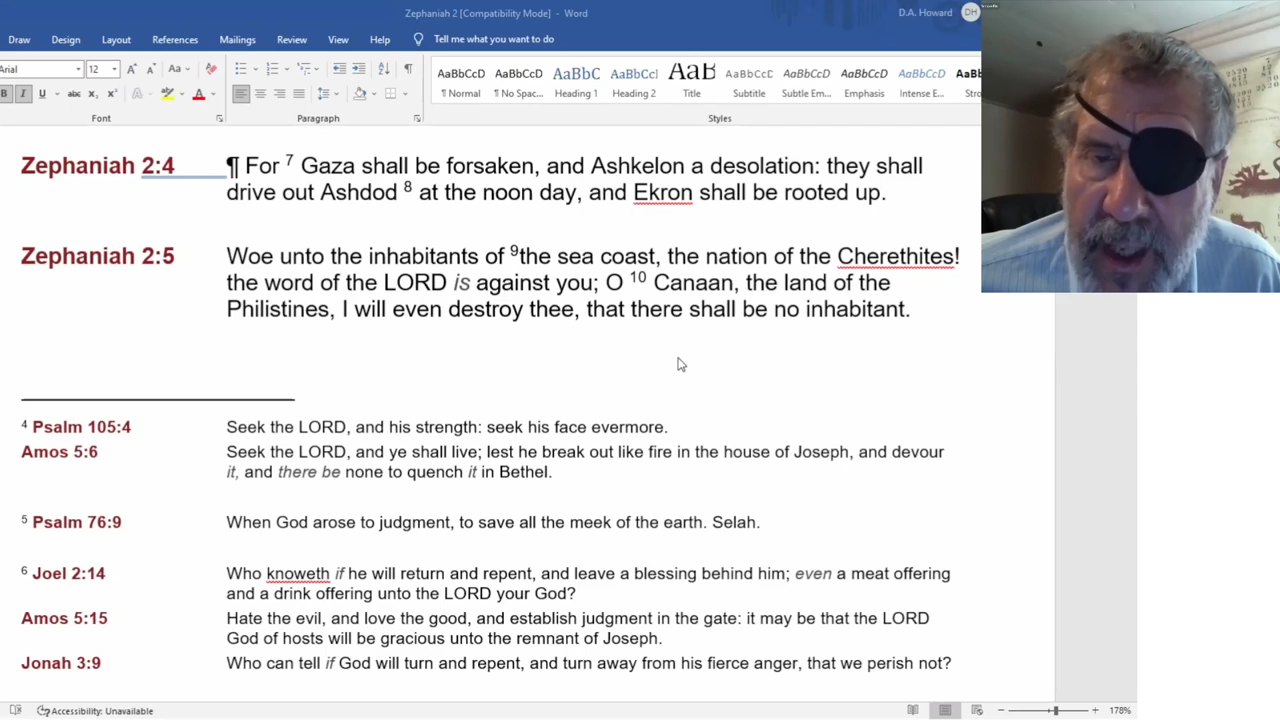 Zephaniah 2 [Compatibility Mode] - Word
D.A. Howard
DH
Draw Design Layout References Mailings Review View Help Tell me what you want to do
Arial 12 Aa
B I U abc x₂ x² A A
AaBbCcD AaBbCcD AaBbC AaBbCcI AaB AaBbCcD AaBbCcD AaBbCcD AaBbCcD AaBb
¶ Normal ¶ No Spac... Heading 1 Heading 2 Title Subtitle Subtle Em... Emphasis Intense E... Stro
Font Paragraph Styles
Zephaniah 2:4 ¶ For 7 Gaza shall be forsaken, and Ashkelon a desolation: they shall
drive out Ashdod 8 at the noon day, and Ekron shall be rooted up.
Zephaniah 2:5 Woe unto the inhabitants of 9the sea coast, the nation of the Cherethites!
the word of the LORD is against you; O 10 Canaan, the land of the
Philistines, I will even destroy thee, that there shall be no inhabitant.
4 Psalm 105:4 Seek the LORD, and his strength: seek his face evermore.
Amos 5:6 Seek the LORD, and ye shall live; lest he break out like fire in the house of Joseph, and devour
it, and there be none to quench it in Bethel.
5 Psalm 76:9 When God arose to judgment, to save all the meek of the earth. Selah.
6 Joel 2:14 Who knoweth if he will return and repent, and leave a blessing behind him; even a meat offering
and a drink offering unto the LORD your God?
Amos 5:15 Hate the evil, and love the good, and establish judgment in the gate: it may be that the LORD
God of hosts will be gracious unto the remnant of Joseph.
Jonah 3:9 Who can tell if God will turn and repent, and turn away from his fierce anger, that we perish not?
Accessibility: Unavailable
178%